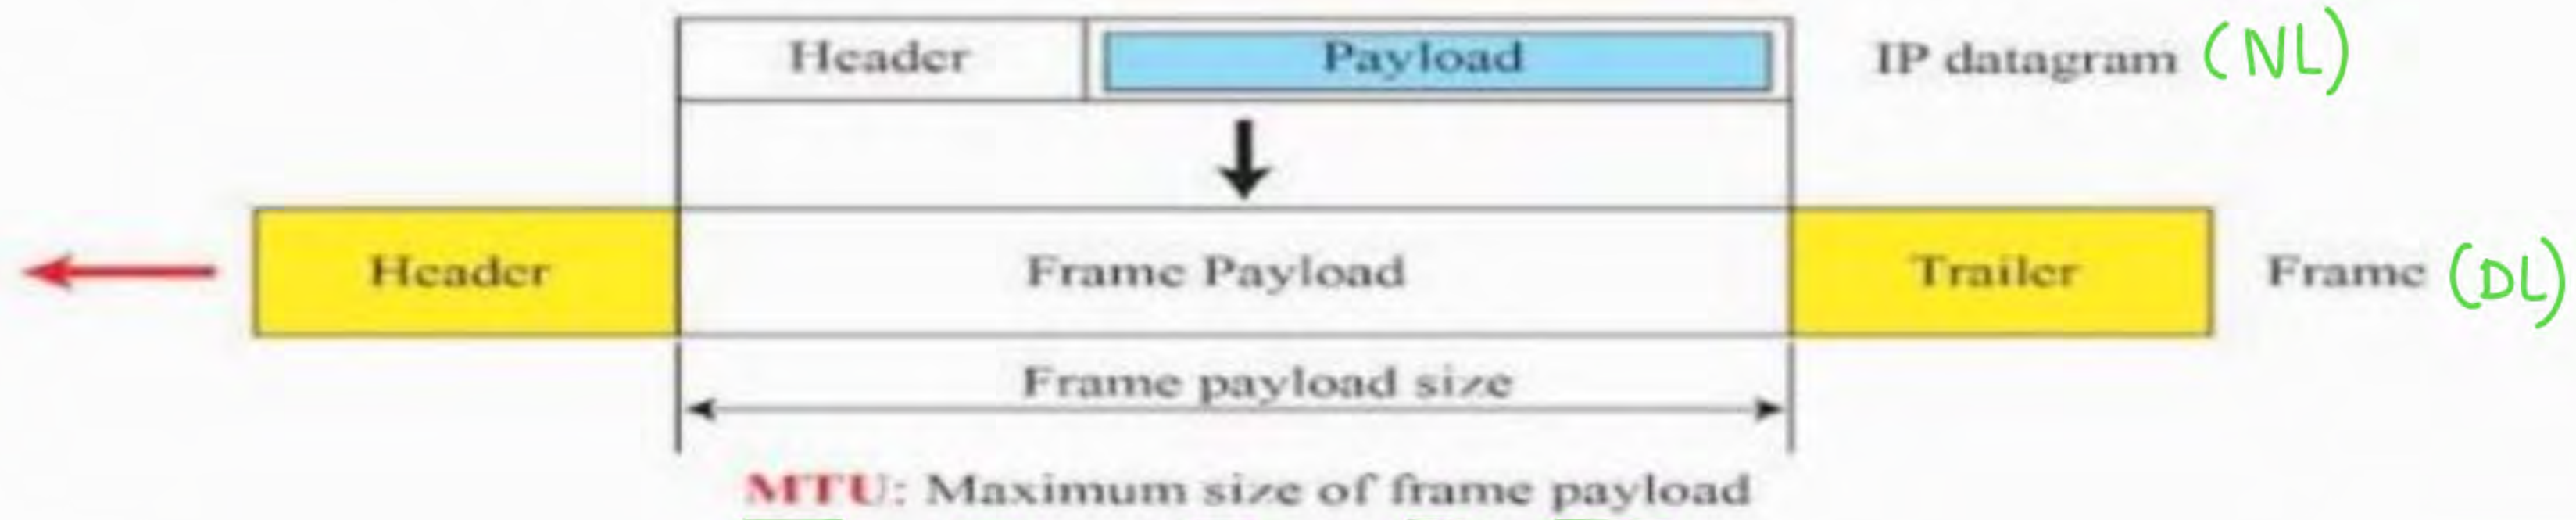 Header Payload IP datagram (NL)
Header Frame Payload Trailer Frame (DL)
Frame payload size
MTU: Maximum size of frame payload